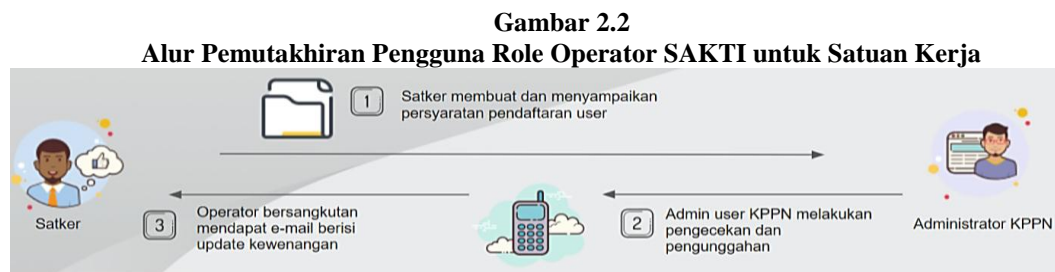 Gambar 2.2
Alur Pemutakhiran Pengguna Role Operator SAKTI untuk Satuan Kerja
1
Satker membuat dan menyampaikan
persyaratan pendaftaran user
Satker
3
Operator bersangkutan
mendapat e-mail berisi
update kewenangan
2
Admin user KPPN melakukan
pengecekan dan
pengunggahan
Administrator KPPN